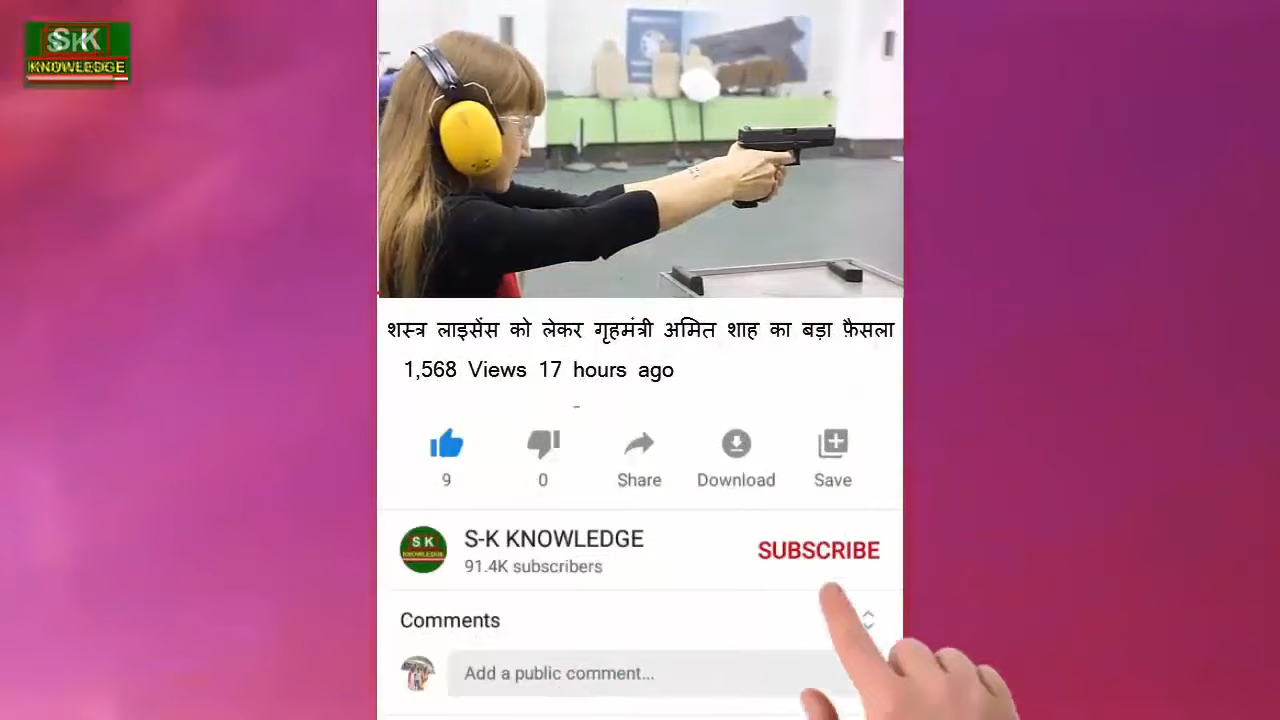 S K
KNOWLEDGE
शस्त्र लाइसेंस को लेकर गृहमंत्री अमित शाह का बड़ा फ़ैसला
1,568 Views 17 hours ago
9
0
Share
Download
Save
S K
KNOWLEDGE
S-K KNOWLEDGE
91.4K subscribers
SUBSCRIBE
Comments
Add a public comment...